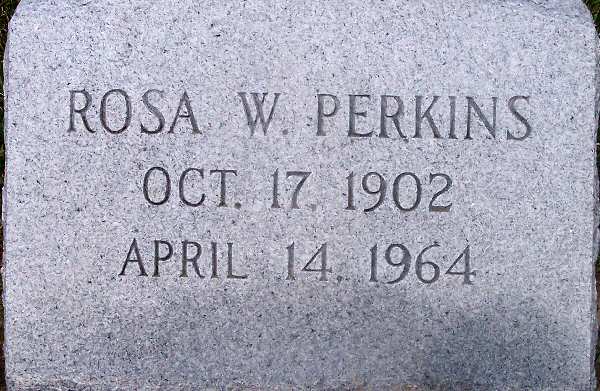 ROSA W. PERKINS
OCT. 17, 1902
APRIL 14, 1964